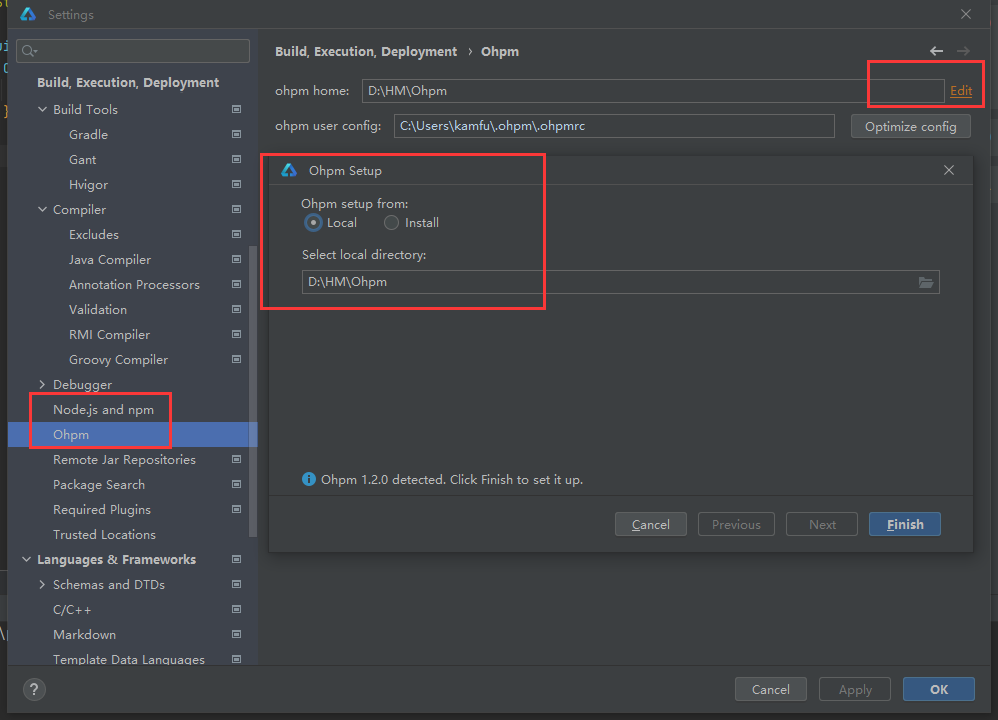 Settings
Build, Execution, Deployment
Build Tools
Gradle
Gant
Hvigor
Compiler
Excludes
Java Compiler
Annotation Processors
Validation
RMI Compiler
Groovy Compiler
Debugger
Node.js and npm
Ohpm
Remote Jar Repositories
Package Search
Required Plugins
Trusted Locations
Languages & Frameworks
Schemas and DTDs
C/C++
Markdown
Template Data Languages
Build, Execution, Deployment › Ohpm
ohpm home: D:\HM\Ohpm Edit
ohpm user config: C:\Users\kamfu\.ohpm\.ohpmrc Optimize config
Ohpm Setup
Ohpm setup from:
Local Install
Select local directory:
D:\HM\Ohpm
Ohpm 1.2.0 detected. Click Finish to set it up.
Cancel Previous Next Finish
? Cancel Apply OK